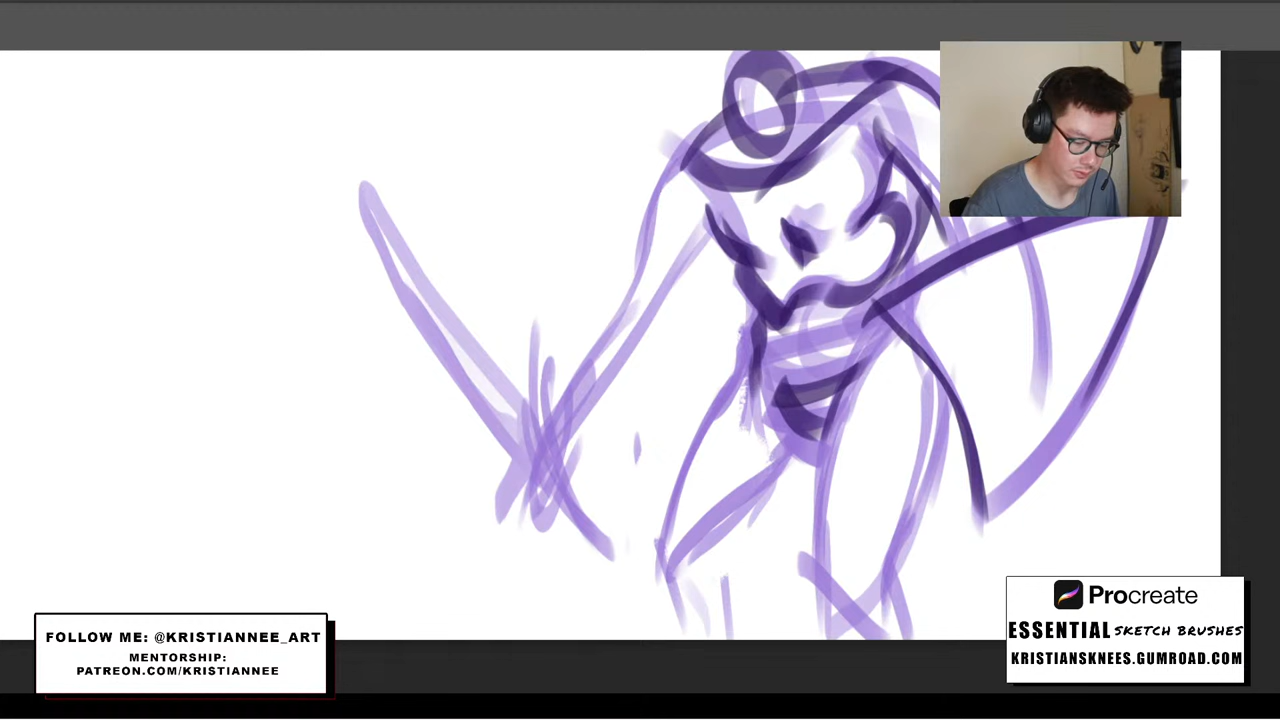 FOLLOW ME: @KRISTIANNEE_ART
MENTORSHIP:
PATREON.COM/KRISTIANNEE
Procreate
ESSENTIAL SKETCH BRUSHES
KRISTIANSKNEES.GUMROAD.COM